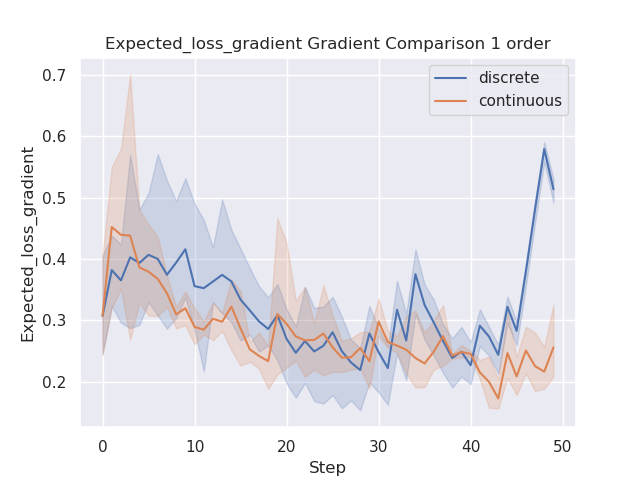 Expected_loss_gradient Gradient Comparison 1 order
discrete
continuous
Expected_loss_gradient
0.7
0.6
0.5
0.4
0.3
0.2
0 10 20 30 40 50
Step